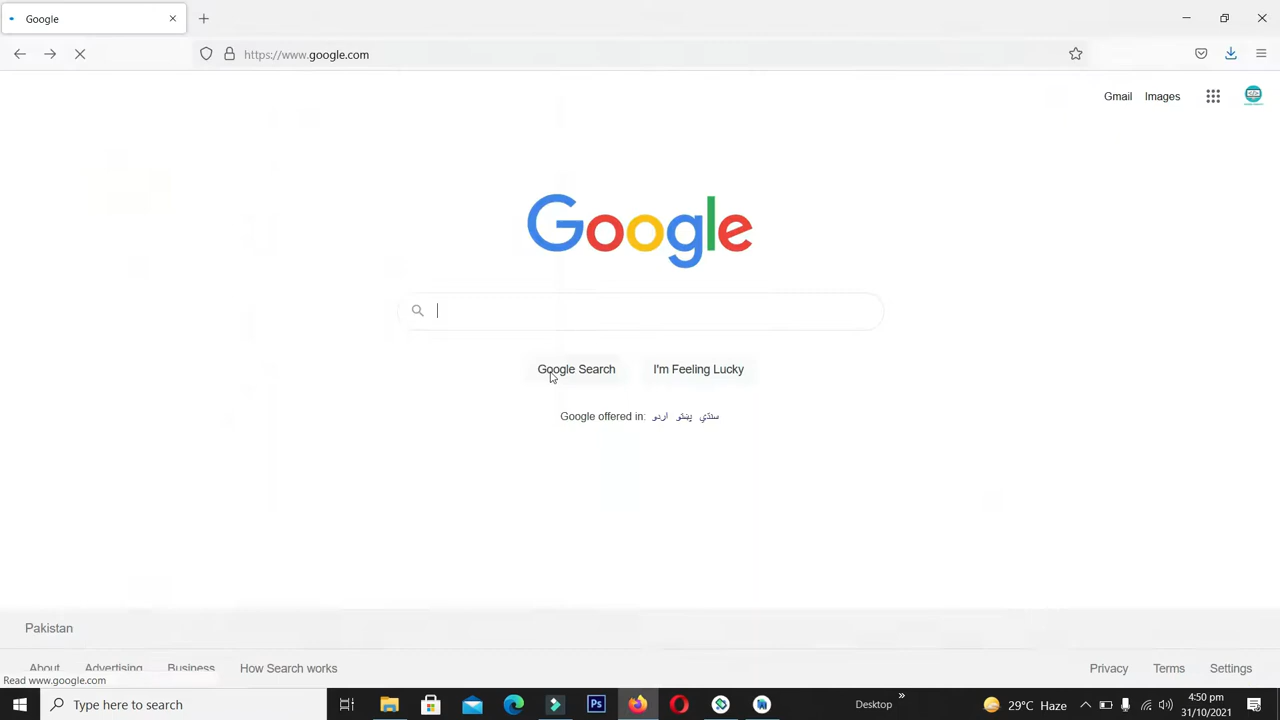 Google
https://www.google.com
Gmail Images
Google
Google Search I'm Feeling Lucky
Google offered in: اردو پښتو سنڌي
Pakistan
About Advertising Business How Search works Privacy Terms Settings
Read www.google.com
Type here to search Ps Desktop » 29°C Haze 4:50 pm
31/10/2021